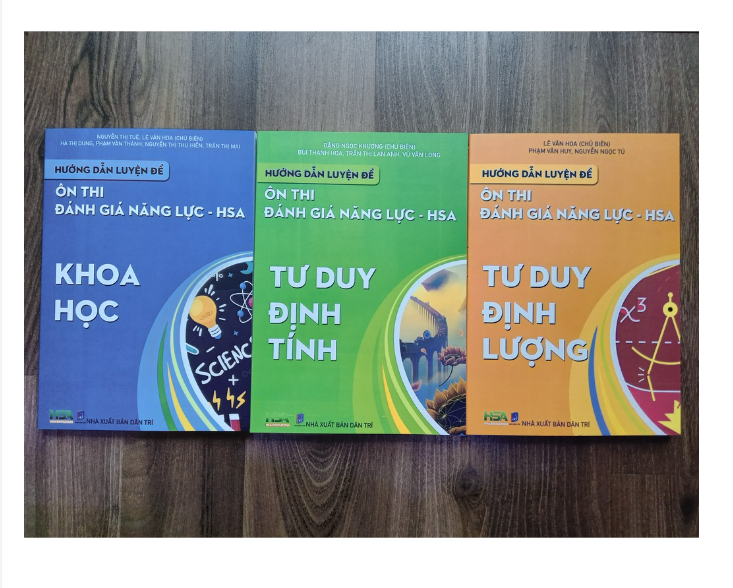 NGUYỄN THỊ TUẾ, LÊ VĂN HOA (CHỦ BIÊN)
HÀ THỊ DUNG, PHẠM VĂN THÀNH, NGUYỄN THỊ THU HIỀN, TRẦN THỊ MAI
HƯỚNG DẪN LUYỆN ĐỀ
ÔN THI
ĐÁNH GIÁ NĂNG LỰC - HSA
KHOA
HỌC
SCIENC
+
HSA
NHÀ XUẤT BẢN DÂN TRÍ
ĐẶNG NGỌC KHƯƠNG (CHỦ BIÊN)
BÙI THANH HOA, TRẦN THỊ LAN ANH, VŨ VĂN LONG
HƯỚNG DẪN LUYỆN ĐỀ
ÔN THI
ĐÁNH GIÁ NĂNG LỰC - HSA
TƯ DUY
ĐỊNH
TÍNH
HSA
NHÀ XUẤT BẢN DÂN TRÍ
LÊ VĂN HOA (CHỦ BIÊN)
PHẠM VĂN HUY, NGUYỄN NGỌC TÚ
HƯỚNG DẪN LUYỆN ĐỀ
ÔN THI
ĐÁNH GIÁ NĂNG LỰC - HSA
TƯ DUY
ĐỊNH
LƯỢNG
x³
HSA
NHÀ XUẤT BẢN DÂN TRÍ